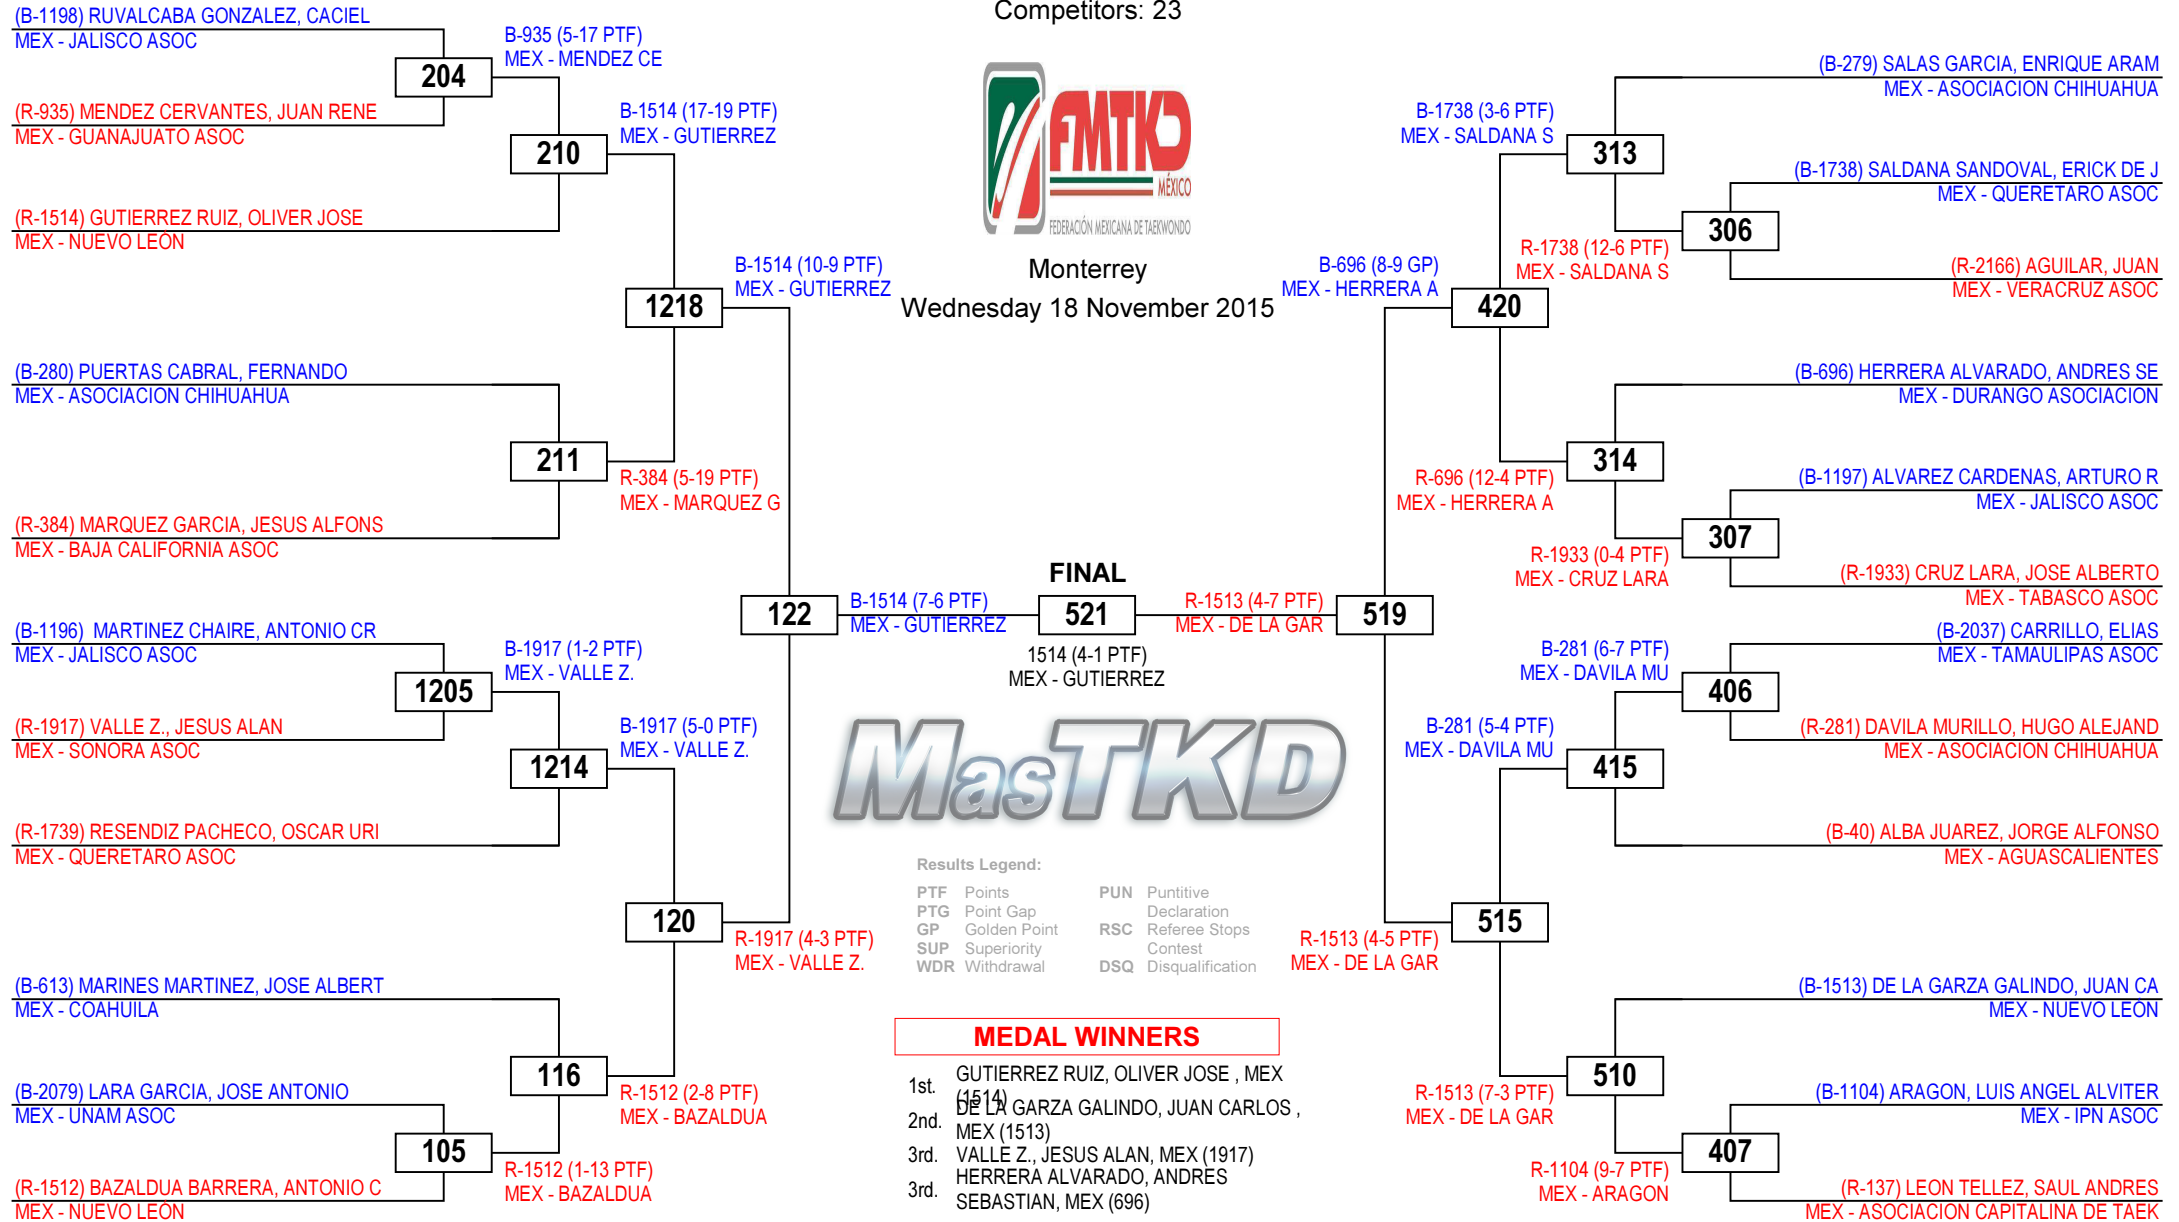 Competitors: 23
FMTKD
MÉXICO
FEDERACIÓN MEXICANA DE TAEKWONDO
Monterrey
Wednesday 18 November 2015
(B-1198) RUVALCABA GONZALEZ, CACIEL
MEX - JALISCO ASOC
204
(R-935) MENDEZ CERVANTES, JUAN RENE
MEX - GUANAJUATO ASOC
B-935 (5-17 PTF)
MEX - MENDEZ CE
210
(R-1514) GUTIERREZ RUIZ, OLIVER JOSE
MEX - NUEVO LEÓN
B-1514 (17-19 PTF)
MEX - GUTIERREZ
1218
B-1514 (10-9 PTF)
MEX - GUTIERREZ
(B-280) PUERTAS CABRAL, FERNANDO
MEX - ASOCIACION CHIHUAHUA
211
R-384 (5-19 PTF)
MEX - MARQUEZ G
(R-384) MARQUEZ GARCIA, JESUS ALFONS
MEX - BAJA CALIFORNIA ASOC
122
B-1514 (7-6 PTF)
MEX - GUTIERREZ
(B-1196)  MARTINEZ CHAIRE, ANTONIO CR
MEX - JALISCO ASOC
1205
(R-1917) VALLE Z., JESUS ALAN
MEX - SONORA ASOC
B-1917 (1-2 PTF)
MEX - VALLE Z.
1214
B-1917 (5-0 PTF)
MEX - VALLE Z.
(R-1739) RESENDIZ PACHECO, OSCAR URI
MEX - QUERETARO ASOC
120
R-1917 (4-3 PTF)
MEX - VALLE Z.
(B-613) MARINES MARTINEZ, JOSE ALBERT
MEX - COAHUILA
116
R-1512 (2-8 PTF)
MEX - BAZALDUA
(B-2079) LARA GARCIA, JOSE ANTONIO
MEX - UNAM ASOC
105
R-1512 (1-13 PTF)
MEX - BAZALDUA
(R-1512) BAZALDUA BARRERA, ANTONIO C
MEX - NUEVO LEÓN
FINAL
521
1514 (4-1 PTF)
MEX - GUTIERREZ
R-1513 (4-7 PTF)
MEX - DE LA GAR
519
(B-279) SALAS GARCIA, ENRIQUE ARAM
MEX - ASOCIACION CHIHUAHUA
B-1738 (3-6 PTF)
MEX - SALDANA S
313
(B-1738) SALDANA SANDOVAL, ERICK DE J
MEX - QUERETARO ASOC
306
R-1738 (12-6 PTF)
MEX - SALDANA S
(R-2166) AGUILAR, JUAN
MEX - VERACRUZ ASOC
B-696 (8-9 GP)
MEX - HERRERA A
420
(B-696) HERRERA ALVARADO, ANDRES SE
MEX - DURANGO ASOCIACION
314
R-696 (12-4 PTF)
MEX - HERRERA A
(B-1197) ALVAREZ CARDENAS, ARTURO R
MEX - JALISCO ASOC
307
R-1933 (0-4 PTF)
MEX - CRUZ LARA
(R-1933) CRUZ LARA, JOSE ALBERTO
MEX - TABASCO ASOC
(B-2037) CARRILLO, ELIAS
MEX - TAMAULIPAS ASOC
B-281 (6-7 PTF)
MEX - DAVILA MU
406
(R-281) DAVILA MURILLO, HUGO ALEJAND
MEX - ASOCIACION CHIHUAHUA
B-281 (5-4 PTF)
MEX - DAVILA MU
415
(B-40) ALBA JUAREZ, JORGE ALFONSO
MEX - AGUASCALIENTES
515
R-1513 (4-5 PTF)
MEX - DE LA GAR
(B-1513) DE LA GARZA GALINDO, JUAN CA
MEX - NUEVO LEÓN
510
R-1513 (7-3 PTF)
MEX - DE LA GAR
(B-1104) ARAGON, LUIS ANGEL ALVITER
MEX - IPN ASOC
407
R-1104 (9-7 PTF)
MEX - ARAGON
(R-137) LEON TELLEZ, SAUL ANDRES
MEX - ASOCIACION CAPITALINA DE TAEK
MasTKD
Results Legend:
PTF Points
PTG Point Gap
GP Golden Point
SUP Superiority
WDR Withdrawal
PUN Puntitive
Declaration
RSC Referee Stops
Contest
DSQ Disqualification
MEDAL WINNERS
1st. GUTIERREZ RUIZ, OLIVER JOSE , MEX
(1514)
2nd. DE LA GARZA GALINDO, JUAN CARLOS ,
MEX (1513)
3rd. VALLE Z., JESUS ALAN, MEX (1917)
3rd. HERRERA ALVARADO, ANDRES
SEBASTIAN, MEX (696)